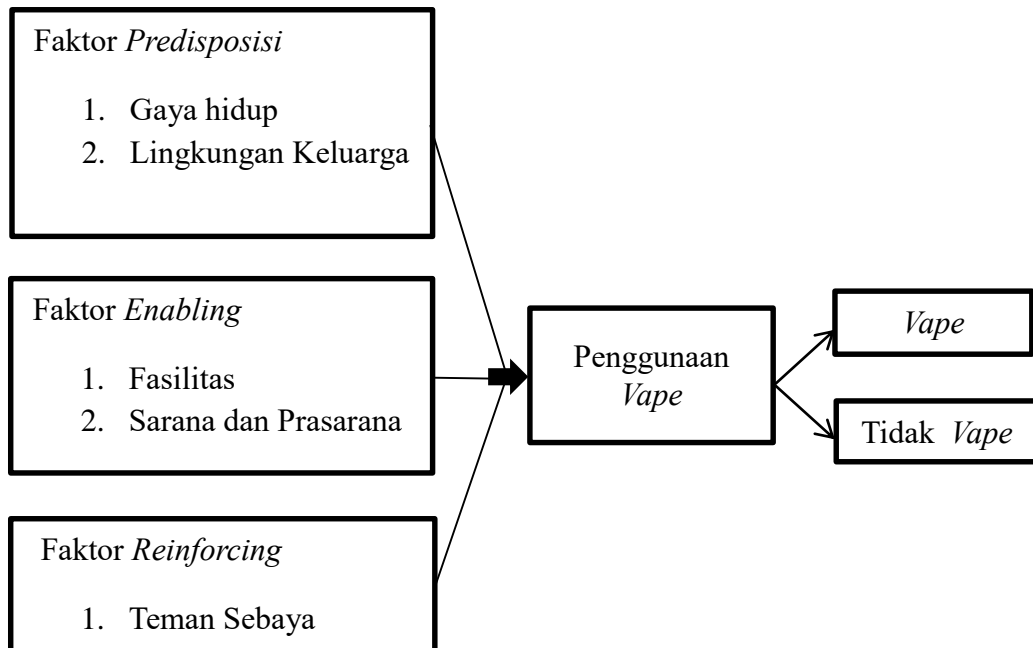 Faktor Predisposisi
1. Gaya hidup
2. Lingkungan Keluarga
Faktor Enabling
1. Fasilitas
2. Sarana dan Prasarana
Faktor Reinforcing
1. Teman Sebaya
Penggunaan
Vape
Vape
Tidak Vape